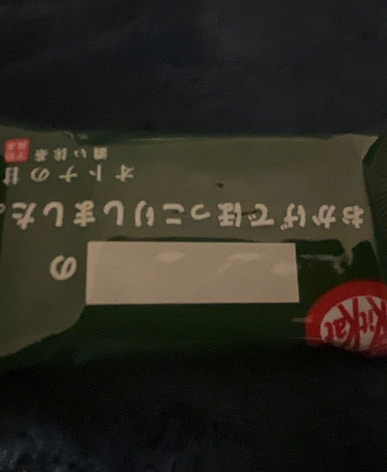 KitKat
の
おかげでほっこりしました。
オトナの甘
濃い抹茶